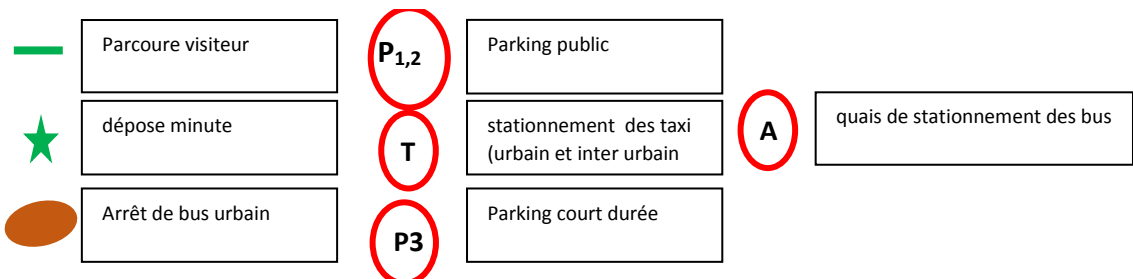 Parcoure visiteur
P1,2
Parking public
dépose minute
T
stationnement des taxi
(urbain et inter urbain
A
quais de stationnement des bus
Arrêt de bus urbain
P3
Parking court durée